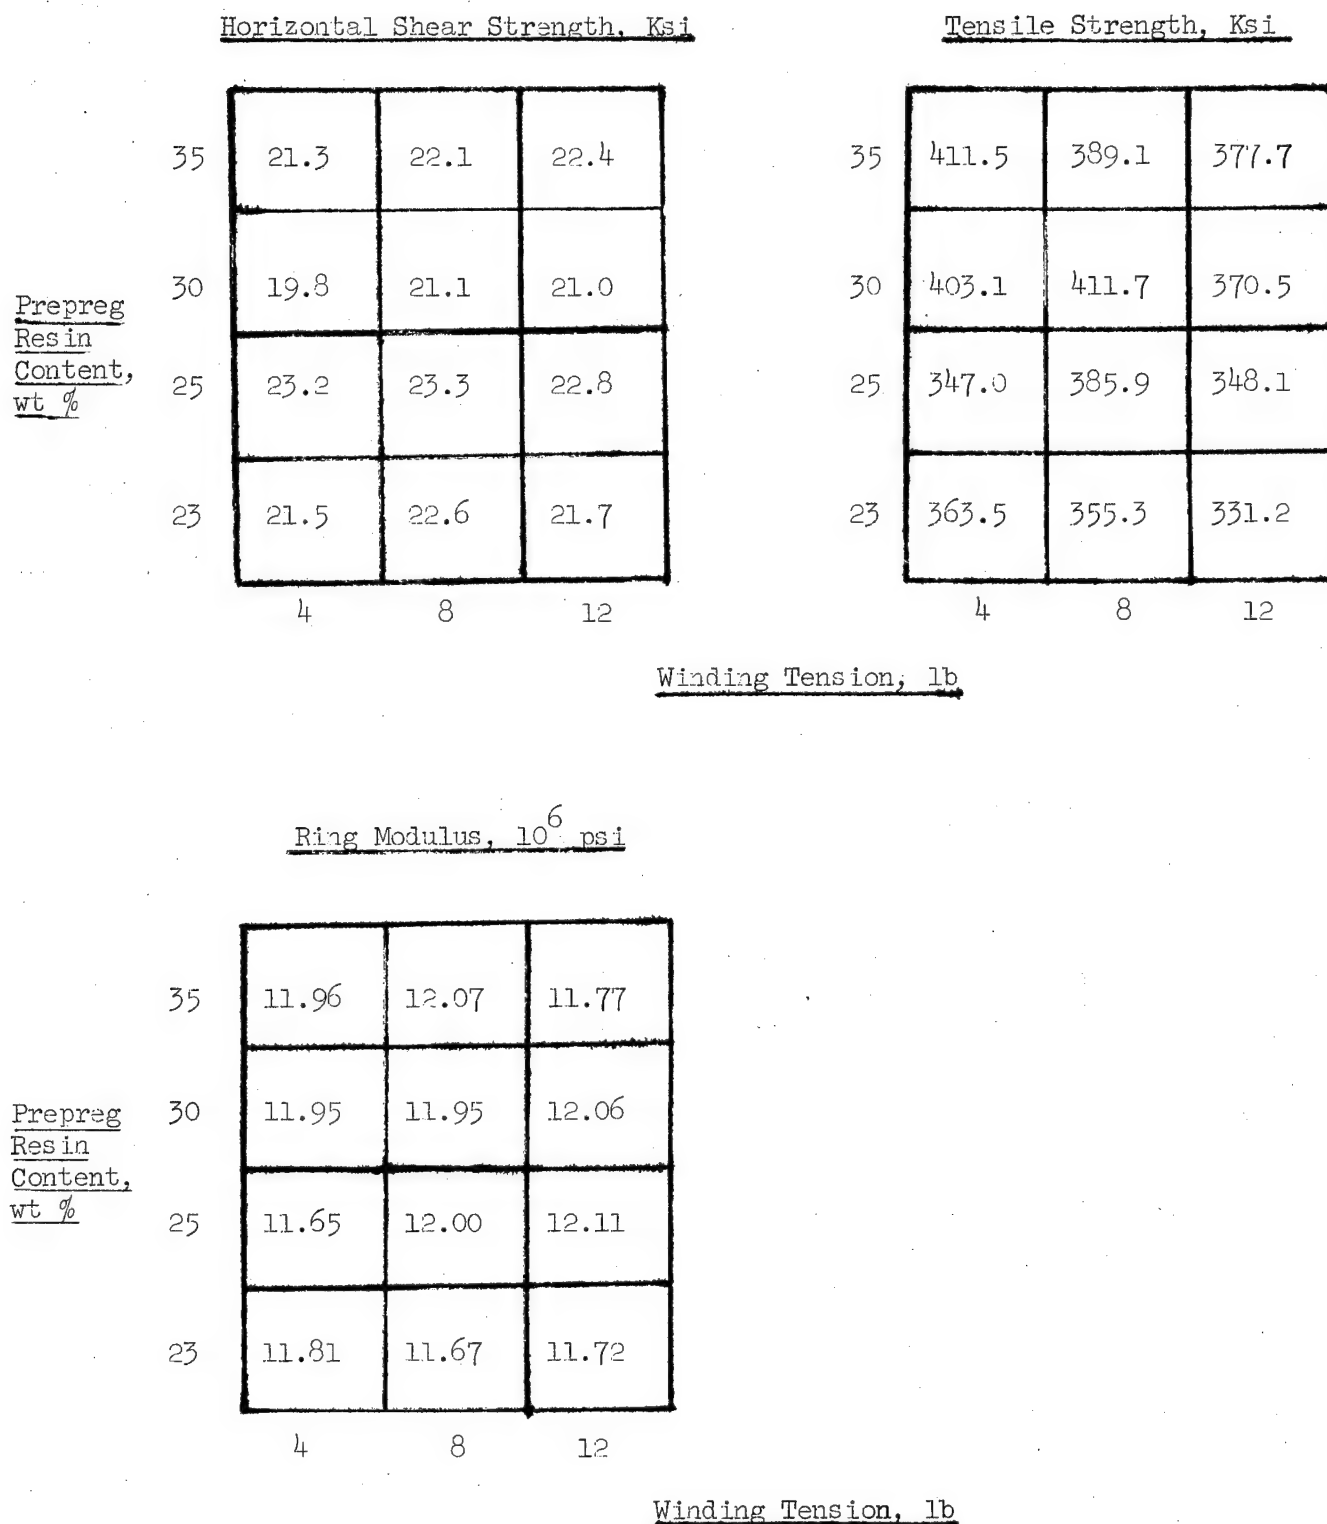 Horizontal Shear Strength, Ksi
35 21.3 22.1 22.4
30 19.8 21.1 21.0
25 23.2 23.3 22.8
23 21.5 22.6 21.7
4 8 12
Prepreg
Resin
Content,
wt %
Tensile Strength, Ksi
35 411.5 389.1 377.7
30 403.1 411.7 370.5
25 347.0 385.9 348.1
23 363.5 355.3 331.2
4 8 12
Winding Tension, lb
Ring Modulus, 10^6 psi
35 11.96 12.07 11.77
30 11.95 11.95 12.06
25 11.65 12.00 12.11
23 11.81 11.67 11.72
4 8 12
Prepreg
Resin
Content,
wt %
Winding Tension, lb